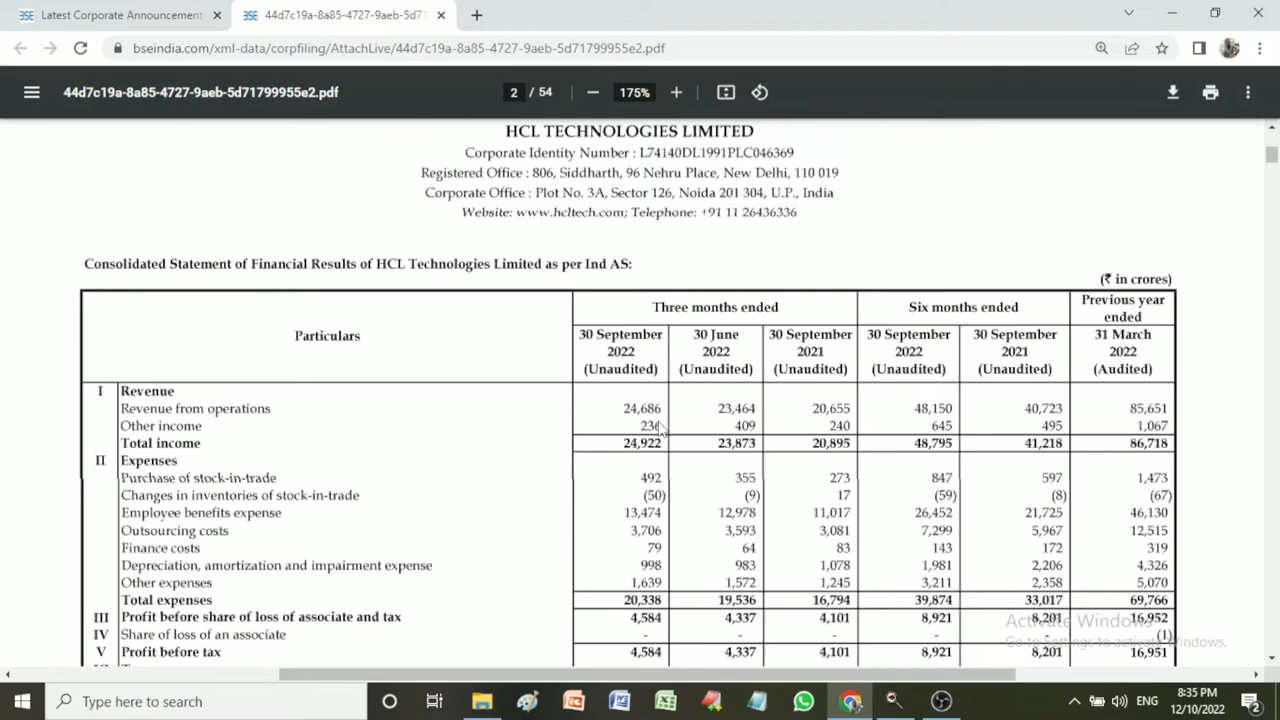 Latest Corporate Announcement
44d7c19a-8a85-4727-9aeb-5d71
bseindia.com/xml-data/corpfiling/AttachLive/44d7c19a-8a85-4727-9aeb-5d71799955e2.pdf
44d7c19a-8a85-4727-9aeb-5d71799955e2.pdf 2 / 54 175%
HCL TECHNOLOGIES LIMITED
Corporate Identity Number : L74140DL1991PLC046369
Registered Office : 806, Siddharth, 96 Nehru Place, New Delhi, 110 019
Corporate Office : Plot No. 3A, Sector 126, Noida 201 304, U.P., India
Website: www.hcltech.com; Telephone: +91 11 26436336
Consolidated Statement of Financial Results of HCL Technologies Limited as per Ind AS:
(₹ in crores)
Particulars
Three months ended
Six months ended
Previous year ended
30 September 2022 (Unaudited)
30 June 2022 (Unaudited)
30 September 2021 (Unaudited)
30 September 2022 (Unaudited)
30 September 2021 (Unaudited)
31 March 2022 (Audited)
I Revenue
Revenue from operations 24,686 23,464 20,655 48,150 40,723 85,651
Other income 236 409 240 645 495 1,067
Total income 24,922 23,873 20,895 48,795 41,218 86,718
II Expenses
Purchase of stock-in-trade 492 355 273 847 597 1,473
Changes in inventories of stock-in-trade (50) (9) 17 (59) (8) (67)
Employee benefits expense 13,474 12,978 11,017 26,452 21,725 46,130
Outsourcing costs 3,706 3,593 3,081 7,299 5,967 12,515
Finance costs 79 64 83 143 172 319
Depreciation, amortization and impairment expense 998 983 1,078 1,981 2,206 4,326
Other expenses 1,639 1,572 1,245 3,211 2,358 5,070
Total expenses 20,338 19,536 16,794 39,874 33,017 69,766
III Profit before share of loss of associate and tax 4,584 4,337 4,101 8,921 8,201 16,952
IV Share of loss of an associate - - - - - (1)
V Profit before tax 4,584 4,337 4,101 8,921 8,201 16,951
Activate Windows
Go to Settings to activate Windows.
Type here to search
ENG
8:35 PM
12/10/2022
2